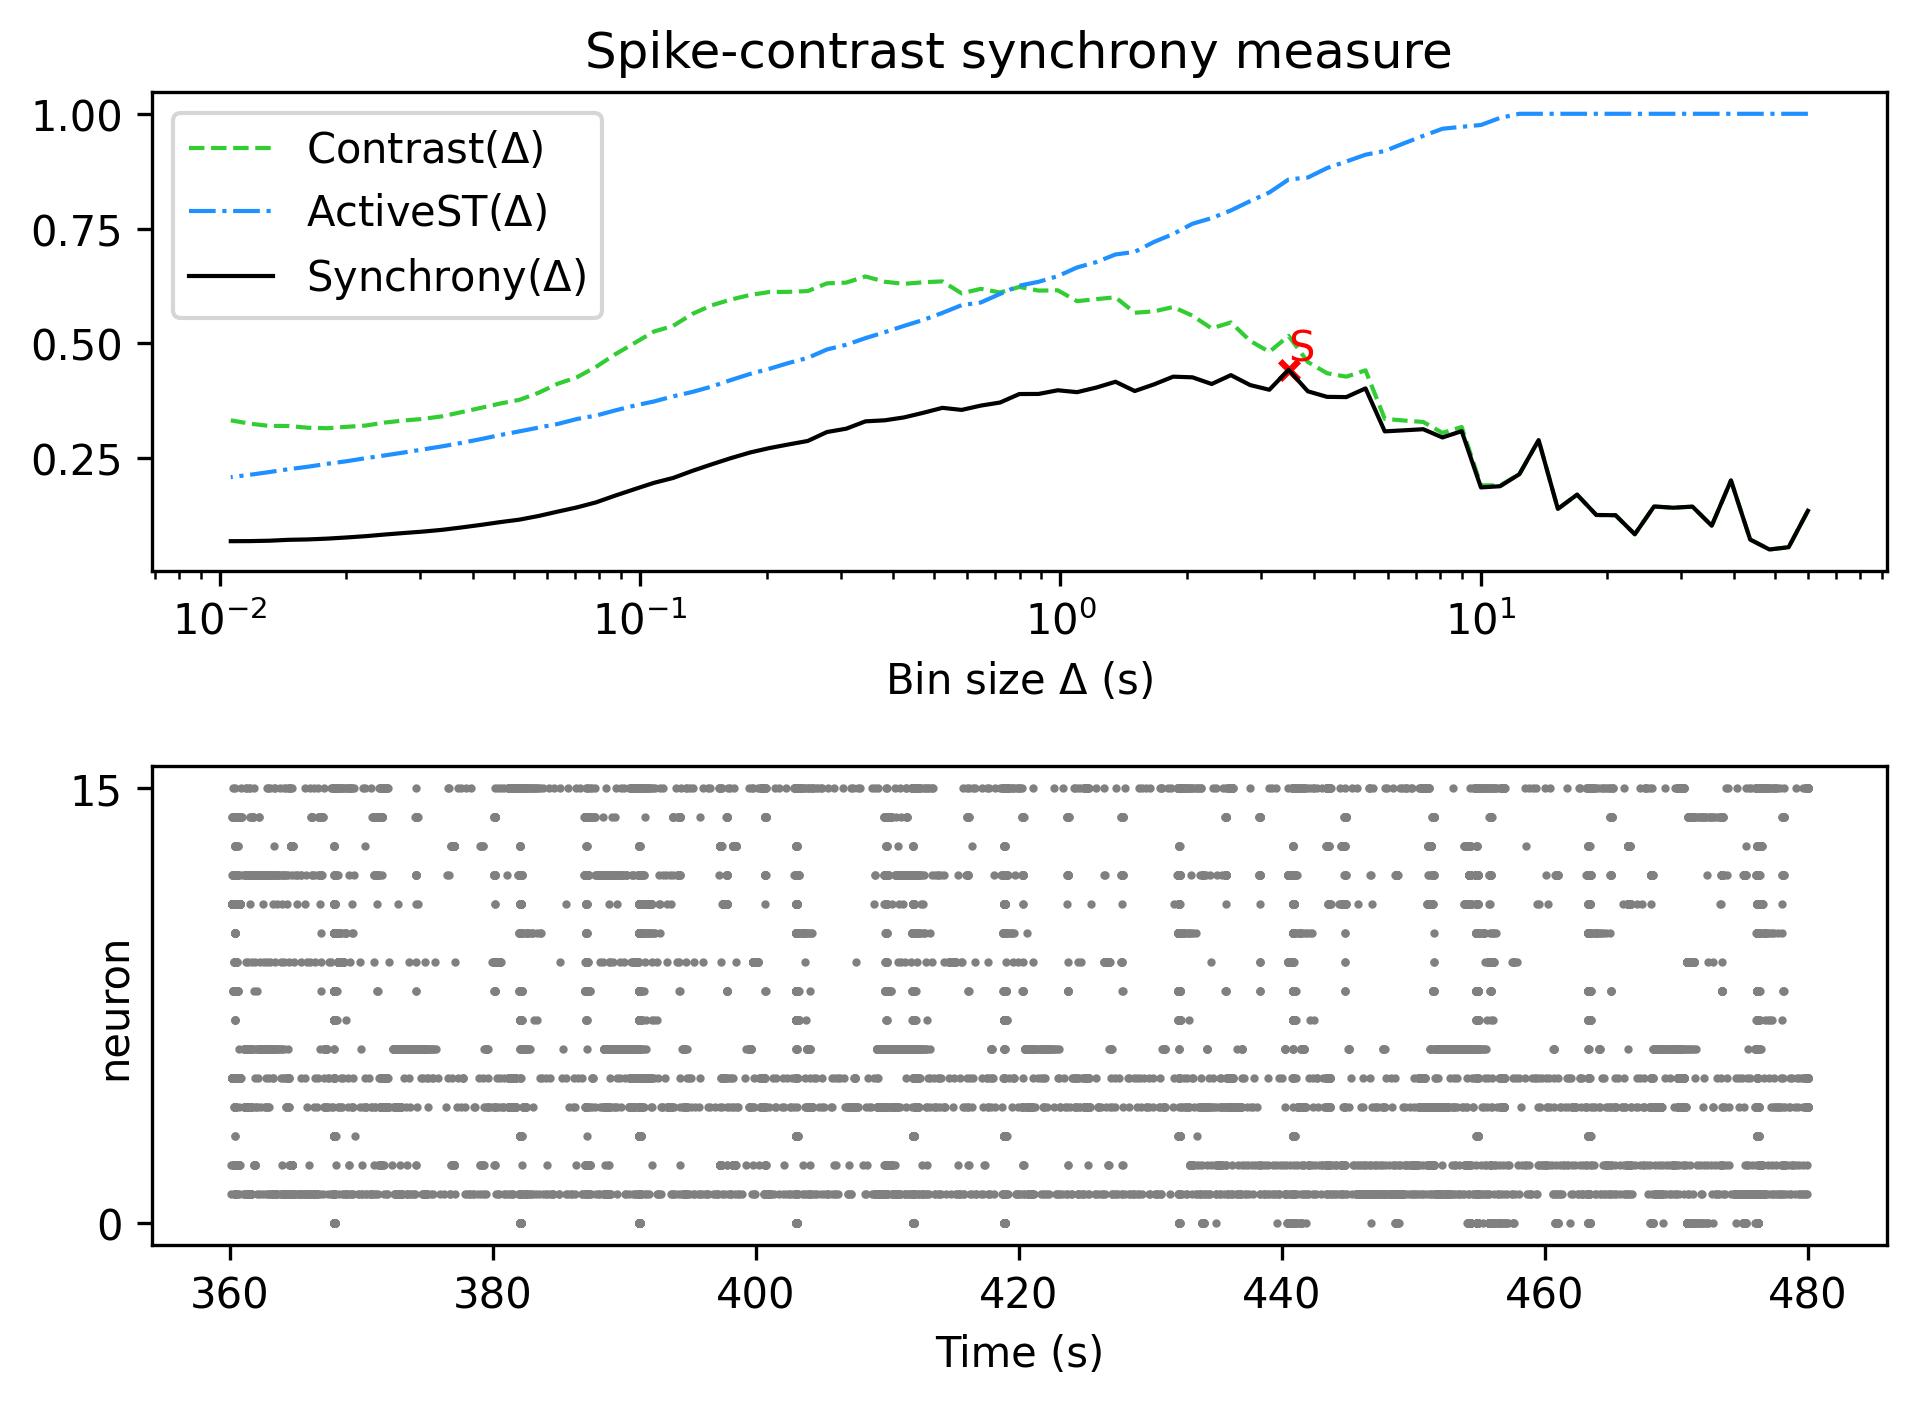 Spike-contrast synchrony measure
1.00
0.75
0.50
0.25
Contrast(Δ)
ActiveST(Δ)
Synchrony(Δ)
S
10⁻² 10⁻¹ 10⁰ 10¹
Bin size Δ (s)
15
0
neuron
360 380 400 420 440 460 480
Time (s)